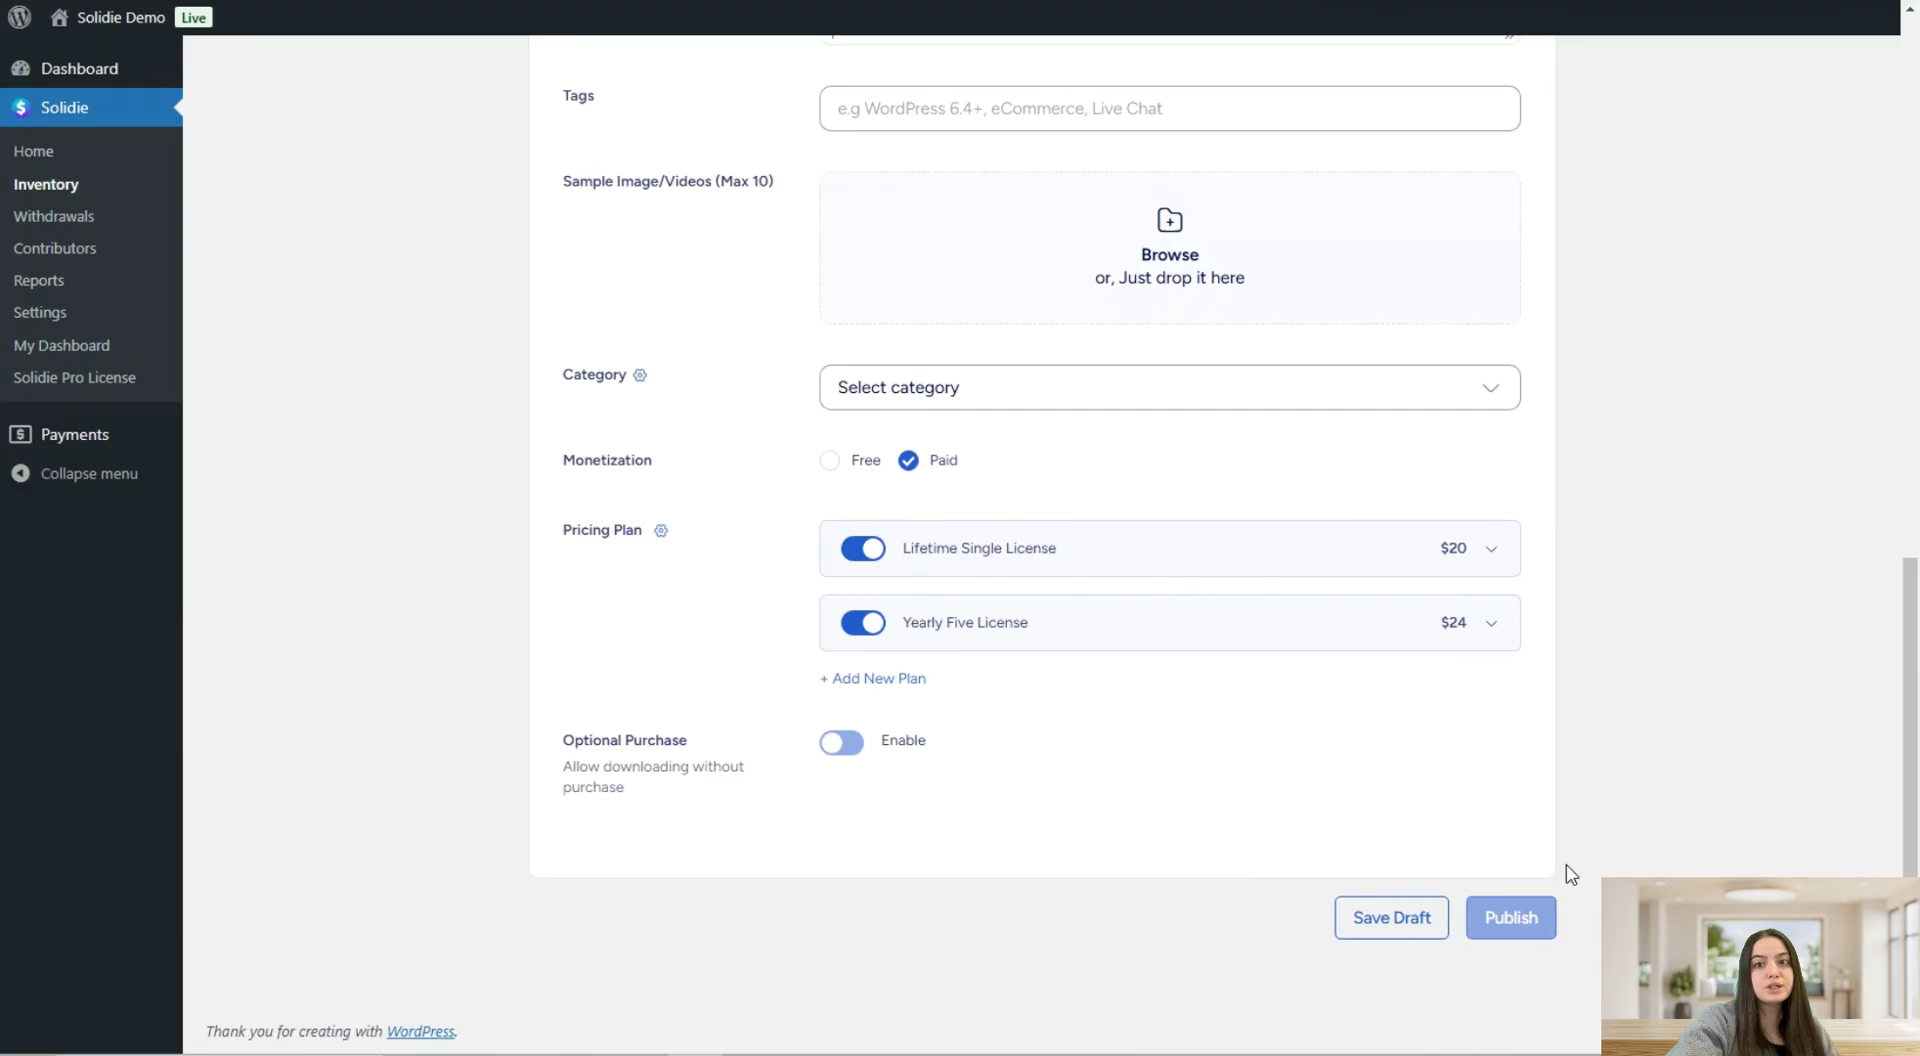 Solidie Demo Live
Dashboard
Solidie
Home
Inventory
Withdrawals
Contributors
Reports
Settings
My Dashboard
Solidie Pro License
Payments
Collapse menu
Tags
e.g WordPress 6.4+, eCommerce, Live Chat
Sample Image/Videos (Max 10)
Browse
or, Just drop it here
Category
Select category
Monetization
Free Paid
Pricing Plan
Lifetime Single License $20
Yearly Five License $24
+ Add New Plan
Optional Purchase
Allow downloading without
purchase
Enable
Save Draft Publish
Thank you for creating with WordPress.